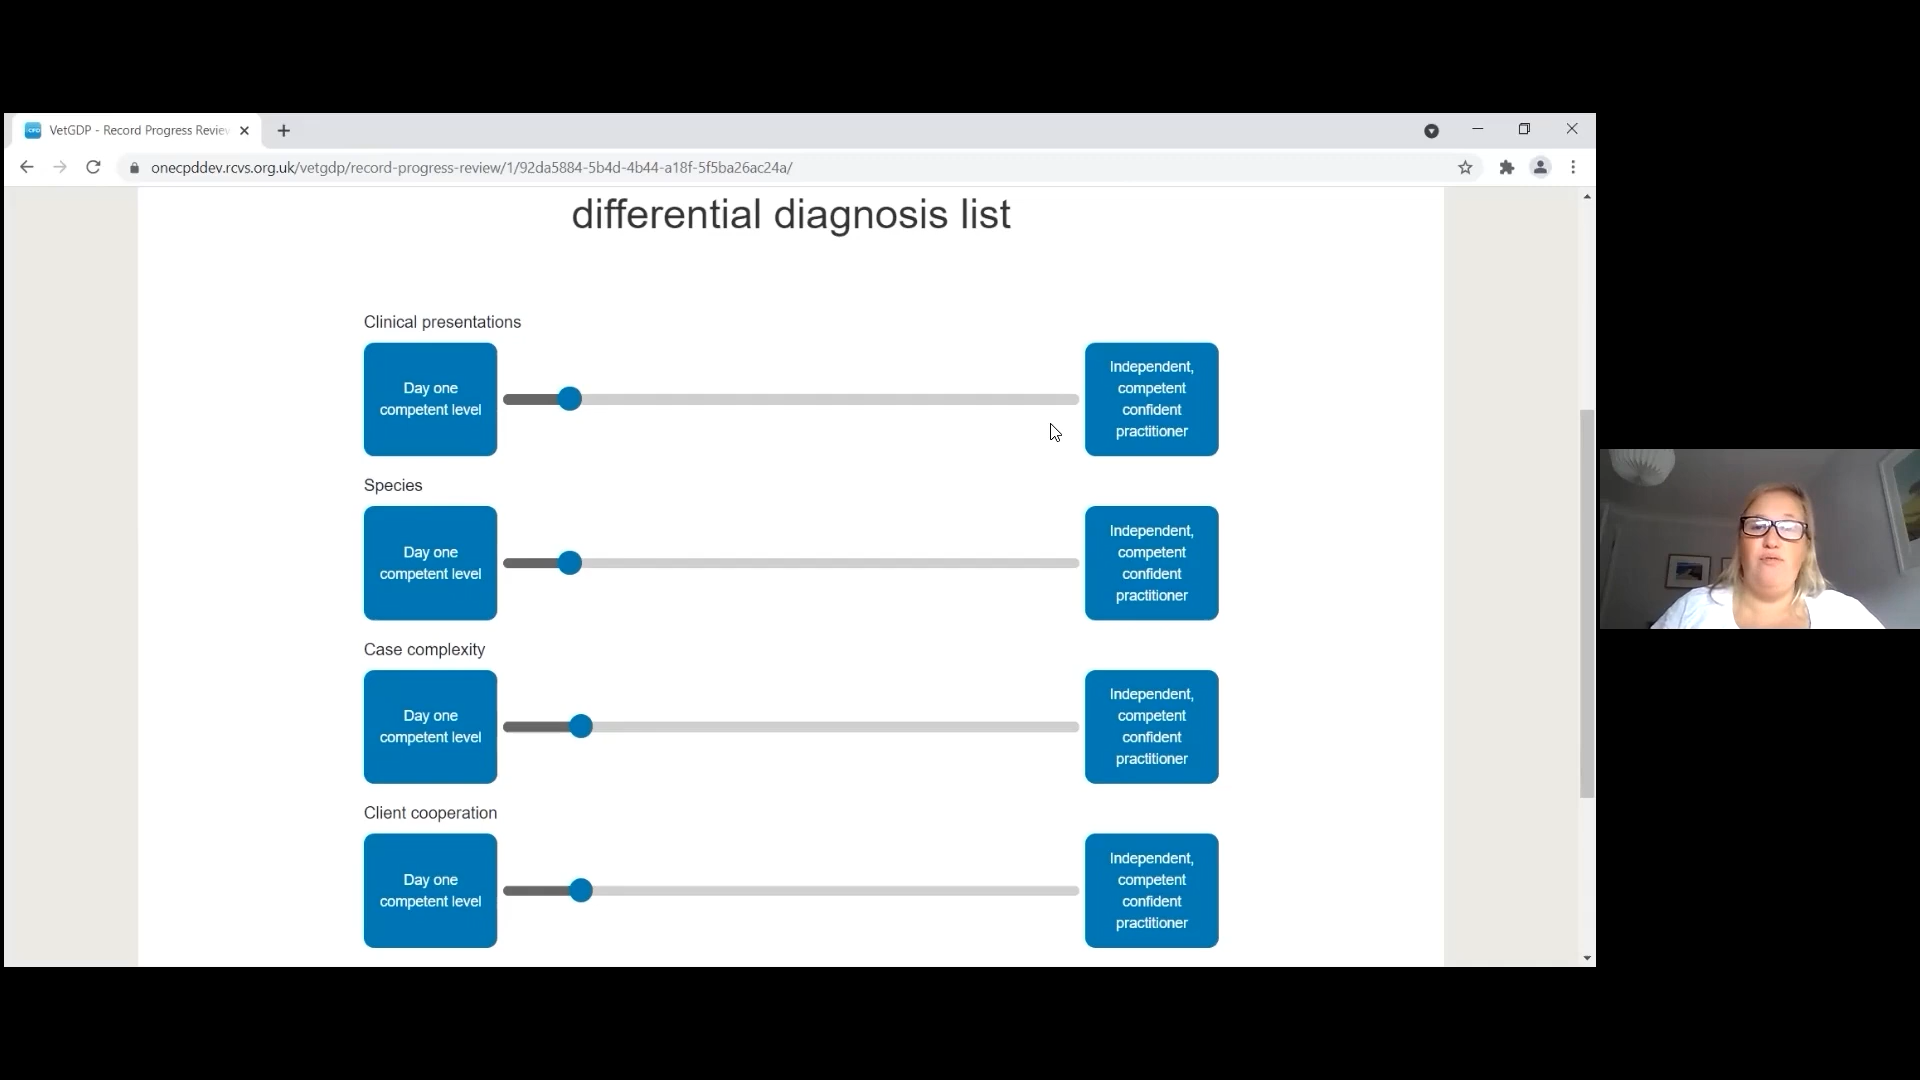 VetGDP - Record Progress Review
onecpddev.rcvs.org.uk/vetgdp/record-progress-review/1/92da5884-5b4d-4b44-a18f-5f5ba26ac24a/
differential diagnosis list
Clinical presentations
Day one
competent level
Independent,
competent
confident
practitioner
Species
Day one
competent level
Independent,
competent
confident
practitioner
Case complexity
Day one
competent level
Independent,
competent
confident
practitioner
Client cooperation
Day one
competent level
Independent,
competent
confident
practitioner